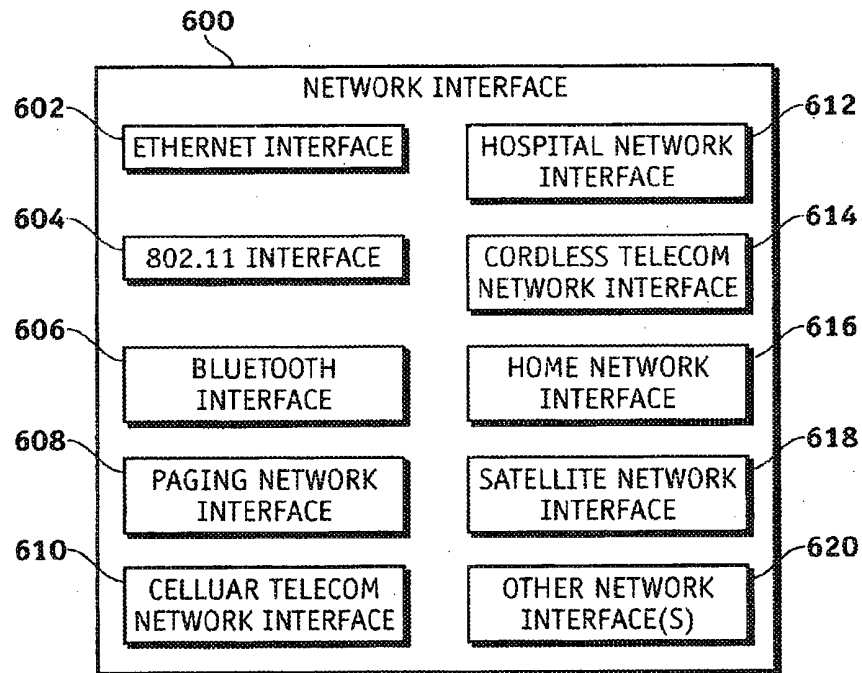 600
NETWORK INTERFACE
602
ETHERNET INTERFACE
612
HOSPITAL NETWORK
INTERFACE
604
802.11 INTERFACE
614
CORDLESS TELECOM
NETWORK INTERFACE
606
BLUETOOTH
INTERFACE
616
HOME NETWORK
INTERFACE
608
PAGING NETWORK
INTERFACE
618
SATELLITE NETWORK
INTERFACE
610
CELLUAR TELECOM
NETWORK INTERFACE
620
OTHER NETWORK
INTERFACE(S)